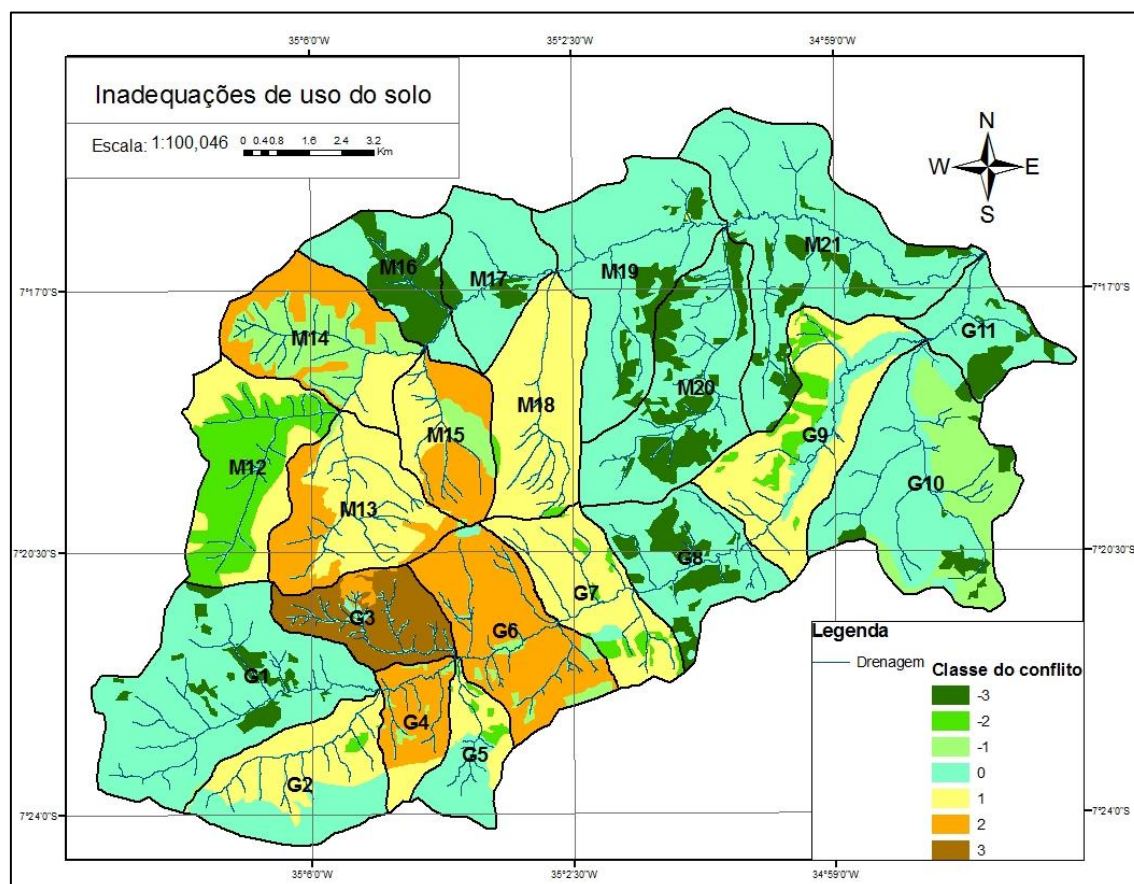 35°6'0"W 35°2'30"W 34°59'0"W
Inadequações de uso do solo
Escala: 1:100,046 0 0.4 0.8 1.6 2.4 3.2
Km
N
W E
S
M16
M17
M19
M21
7°17'0"S 7°17'0"S
M14
G11
M20
M18
M15
G9
M12
G10
M13
7°20'30"S 7°20'30"S
G8
G7
G3
G6
Legenda
Drenagem
Classe do conflito
G1
-3
G4
-2
G5
-1
G2
0
1
7°24'0"S 7°24'0"S
2
3
35°6'0"W 35°2'30"W 34°59'0"W